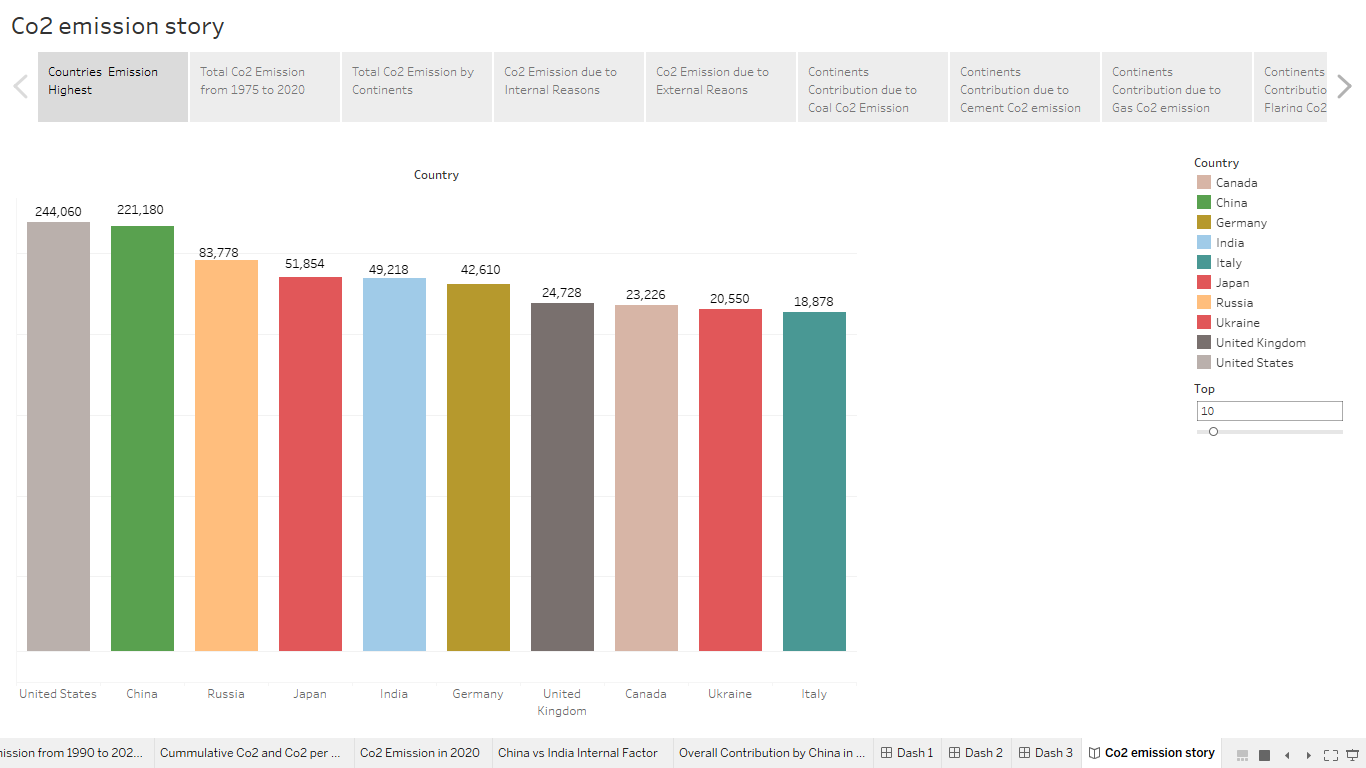 Co2 emission story
Countries  Emission
Highest
Total Co2 Emission
from 1975 to 2020
Total Co2 Emission by
Continents
Co2 Emission due to
Internal Reasons
Co2 Emission due to
External Reaons
Continents
Contribution due to
Coal Co2 Emission
Continents
Contribution due to
Cement Co2 emission
Continents
Contribution due to
Gas Co2 emission
Continents
Contributio
Flaring Co2
Country
244,060
221,180
83,778
51,854
49,218
42,610
24,728
23,226
20,550
18,878
United States
China
Russia
Japan
India
Germany
United
Kingdom
Canada
Ukraine
Italy
Country
Canada
China
Germany
India
Italy
Japan
Russia
Ukraine
United Kingdom
United States
Top
10
nission from 1990 to 202...
Cummulative Co2 and Co2 per ...
Co2 Emission in 2020
China vs India Internal Factor
Overall Contribution by China in ...
Dash 1
Dash 2
Dash 3
Co2 emission story